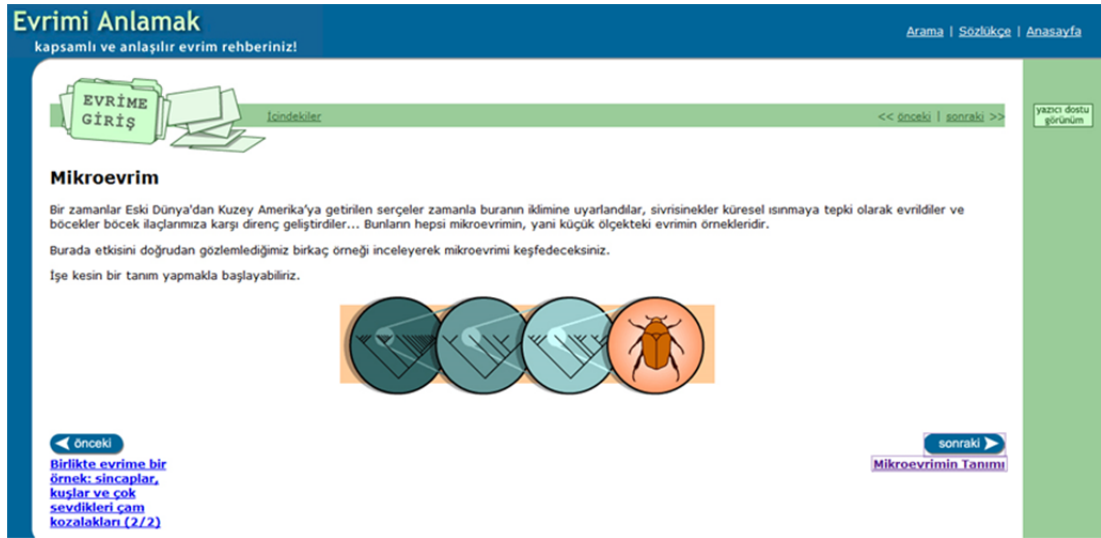 Evrimi Anlamak
kapsamlı ve anlaşılır evrim rehberiniz!
Arama | Sözlükçe | Anasayfa
EVRİME
GİRİŞ
İçindekiler
<< önceki | sonraki >>
yazıcı dostu
görünüm
Mikroevrim
Bir zamanlar Eski Dünya'dan Kuzey Amerika'ya getirilen serçeler zamanla buranın iklimine uyarlandılar, sivrisinekler küresel ısınmaya tepki olarak evrildiler ve
böcekler böcek ilaçlarımıza karşı direnç geliştirdiler... Bunların hepsi mikroevrimin, yani küçük ölçekteki evrimin örnekleridir.
Burada etkisini doğrudan gözlemlediğimiz birkaç örneği inceleyerek mikroevrimi keşfedeceksiniz.
İşe kesin bir tanım yapmakla başlayabiliriz.
önceki
Birlikte evrime bir
örnek: sincaplar,
kuşlar ve çok
sevdikleri çam
kozalakları (2/2)
sonraki
Mikroevrimin Tanımı